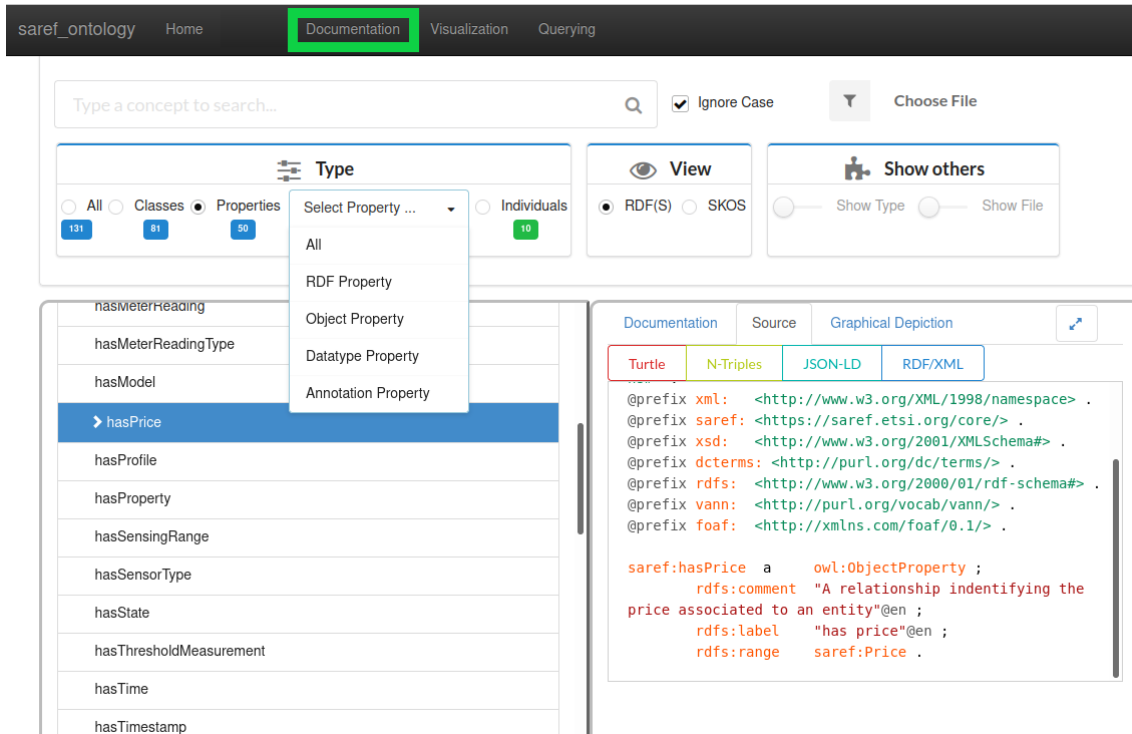 saref_ontology Home Documentation Visualization Querying
Type a concept to search... Ignore Case Choose File
Type View Show others
All Classes Properties Select Property ... Individuals RDF(S) SKOS Show Type Show File
131 81 50 10
All
RDF Property
Object Property
Datatype Property
Annotation Property
hasMeterReading
hasMeterReadingType
hasModel
hasPrice
hasProfile
hasProperty
hasSensingRange
hasSensorType
hasState
hasThresholdMeasurement
hasTime
hasTimestamp
Documentation Source Graphical Depiction
Turtle N-Triples JSON-LD RDF/XML
@prefix xml: <http://www.w3.org/XML/1998/namespace> .
@prefix saref: <https://saref.etsi.org/core/> .
@prefix xsd: <http://www.w3.org/2001/XMLSchema#> .
@prefix dcterms: <http://purl.org/dc/terms/> .
@prefix rdfs: <http://www.w3.org/2000/01/rdf-schema#> .
@prefix vann: <http://purl.org/vocab/vann/> .
@prefix foaf: <http://xmlns.com/foaf/0.1/> .
saref:hasPrice a owl:ObjectProperty ;
rdfs:comment "A relationship indentifying the
price associated to an entity"@en ;
rdfs:label "has price"@en ;
rdfs:range saref:Price .